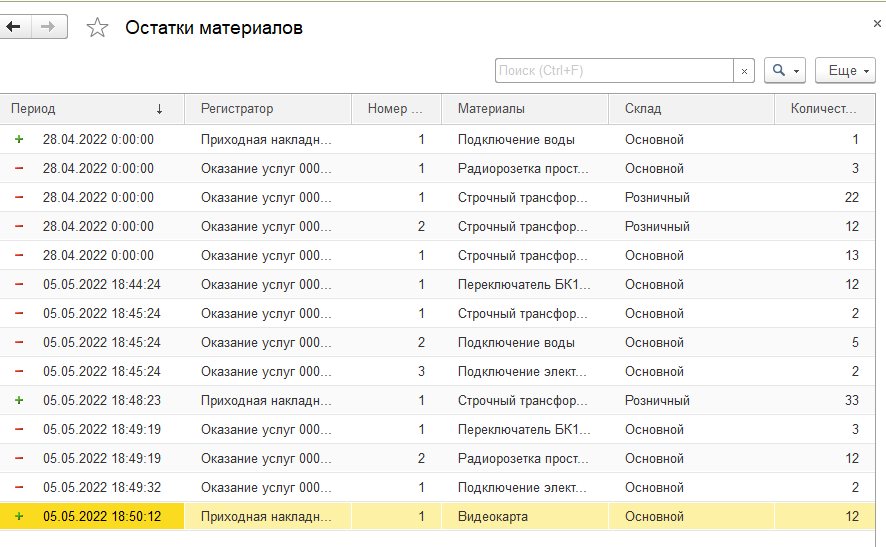 Остатки материалов
Поиск (Ctrl+F)
Еще
Период Регистратор Номер ... Материалы Склад Количест...
28.04.2022 0:00:00 Приходная накладн... 1 Подключение воды Основной 1
28.04.2022 0:00:00 Оказание услуг 000... 1 Радиорозетка прост... Основной 3
28.04.2022 0:00:00 Оказание услуг 000... 1 Строчный трансфор... Розничный 22
28.04.2022 0:00:00 Оказание услуг 000... 2 Строчный трансфор... Розничный 12
28.04.2022 0:00:00 Оказание услуг 000... 1 Строчный трансфор... Основной 13
05.05.2022 18:44:24 Оказание услуг 000... 1 Переключатель БК1... Основной 12
05.05.2022 18:45:24 Оказание услуг 000... 1 Строчный трансфор... Основной 2
05.05.2022 18:45:24 Оказание услуг 000... 2 Подключение воды Основной 5
05.05.2022 18:45:24 Оказание услуг 000... 3 Подключение элект... Основной 2
05.05.2022 18:48:23 Приходная накладн... 1 Строчный трансфор... Розничный 33
05.05.2022 18:49:19 Оказание услуг 000... 1 Переключатель БК1... Основной 3
05.05.2022 18:49:19 Оказание услуг 000... 2 Радиорозетка прост... Основной 12
05.05.2022 18:49:32 Оказание услуг 000... 1 Подключение элект... Основной 2
05.05.2022 18:50:12 Приходная накладн... 1 Видеокарта Основной 12